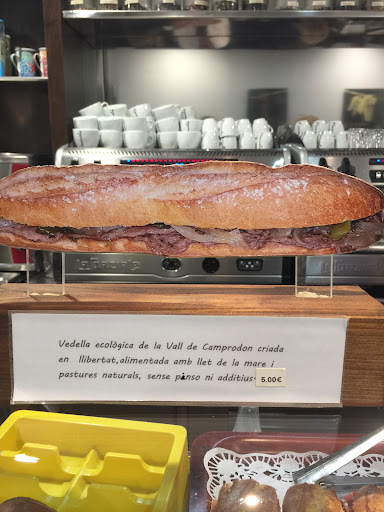 Vedella ecològica de la Vall de Camprodon criada
en llibertat,alimentada amb llet de la mare i
pastures naturals, sense pinso ni additius.
5.00€